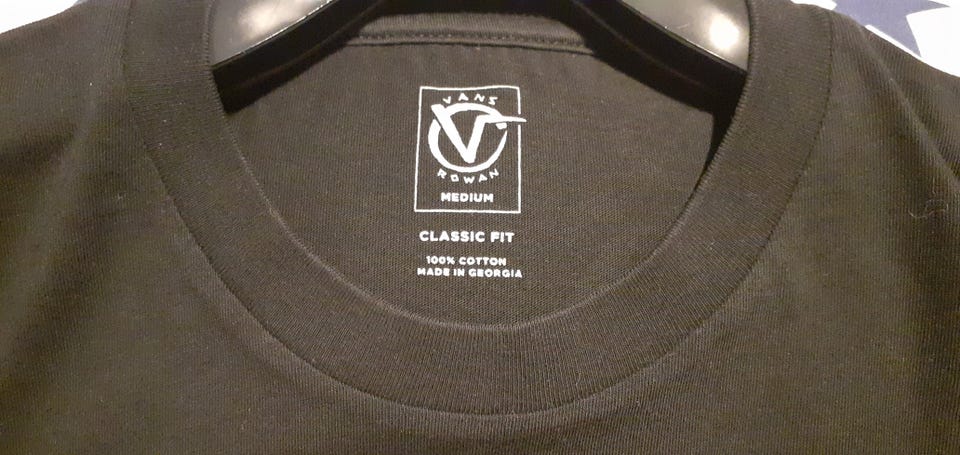 VANS
V
ROWAN
MEDIUM
CLASSIC FIT
100% COTTON
MADE IN GEORGIA